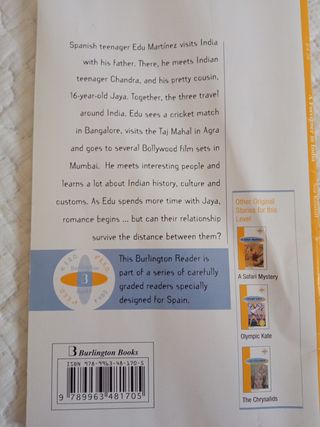 Spanish teenager Edu Martínez visits India
with his father. There, he meets Indian
teenager Chandra, and his pretty cousin,
16-year-old Jaya. Together, the three travel
around India. Edu sees a cricket match
in Bangalore, visits the Taj Mahal in Agra
and goes to several Bollywood film sets in
Mumbai. He meets interesting people and
learns a lot about Indian history, culture and
customs. As Edu spends more time with Jaya,
romance begins ... but can their relationship
survive the distance between them?
This Burlington Reader is
part of a series of carefully
graded readers specially
designed for Spain.
Burlington
3
Other Original
Stories for this
Level:
A Safari Mystery
Olympic Kate
The Chrysalids
3 Burlington Books
ISBN 978-9963-48-170-5
9 789963 481705
A Foreigner in India